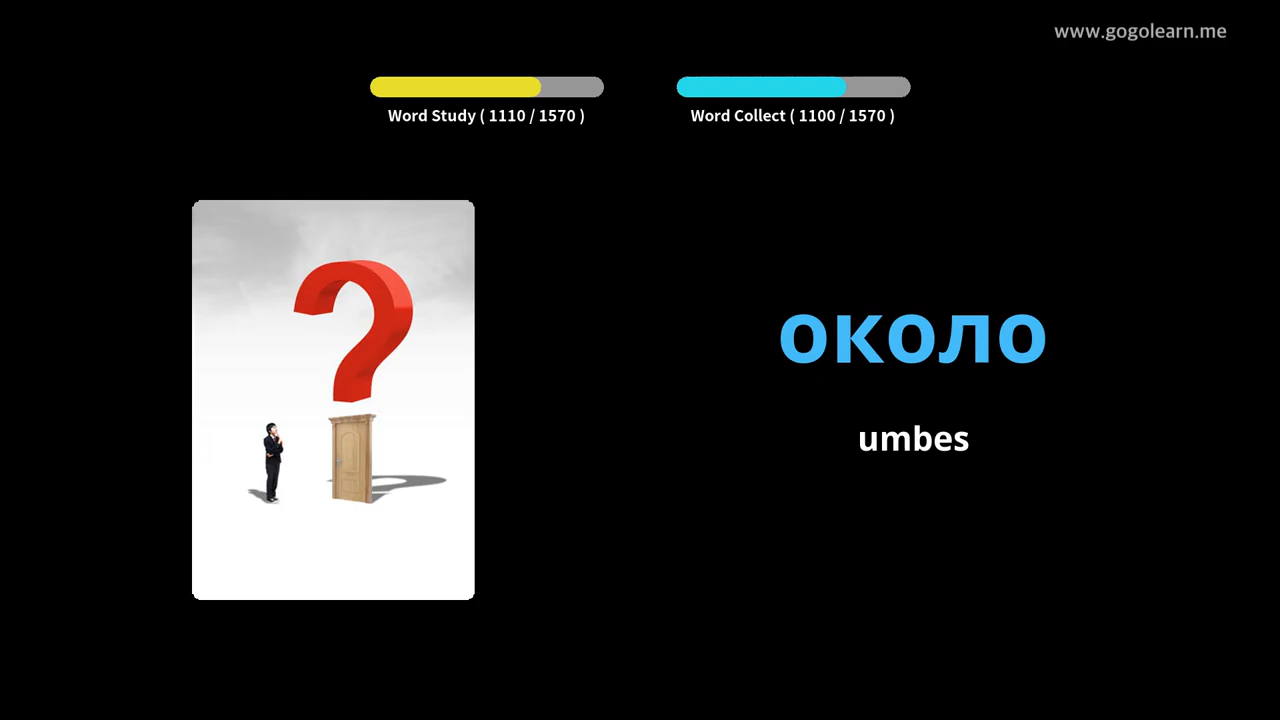 www.gogolearn.me
Word Study ( 1110 / 1570 )
Word Collect ( 1100 / 1570 )
около
umbes